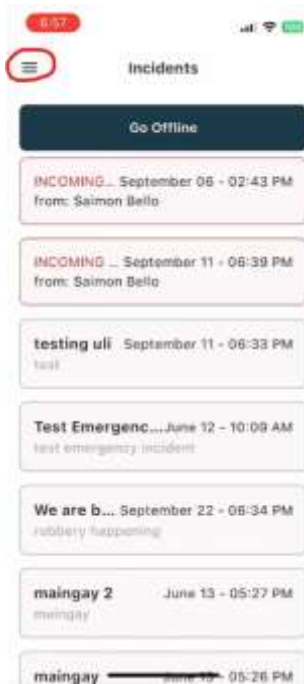 6:57
Incidents
Go Offline
INCOMING... September 06 - 02:43 PM
from: Saimon Bello
INCOMING ... September 11 - 06:39 PM
from: Saimon Bello
testing uli September 11 - 06:33 PM
test
Test Emergenc... June 12 - 10:09 AM
test emergency incident
We are b... September 22 - 06:34 PM
robbery happening
maingay 2 June 13 - 05:27 PM
maingay
maingay June 13 - 05:26 PM